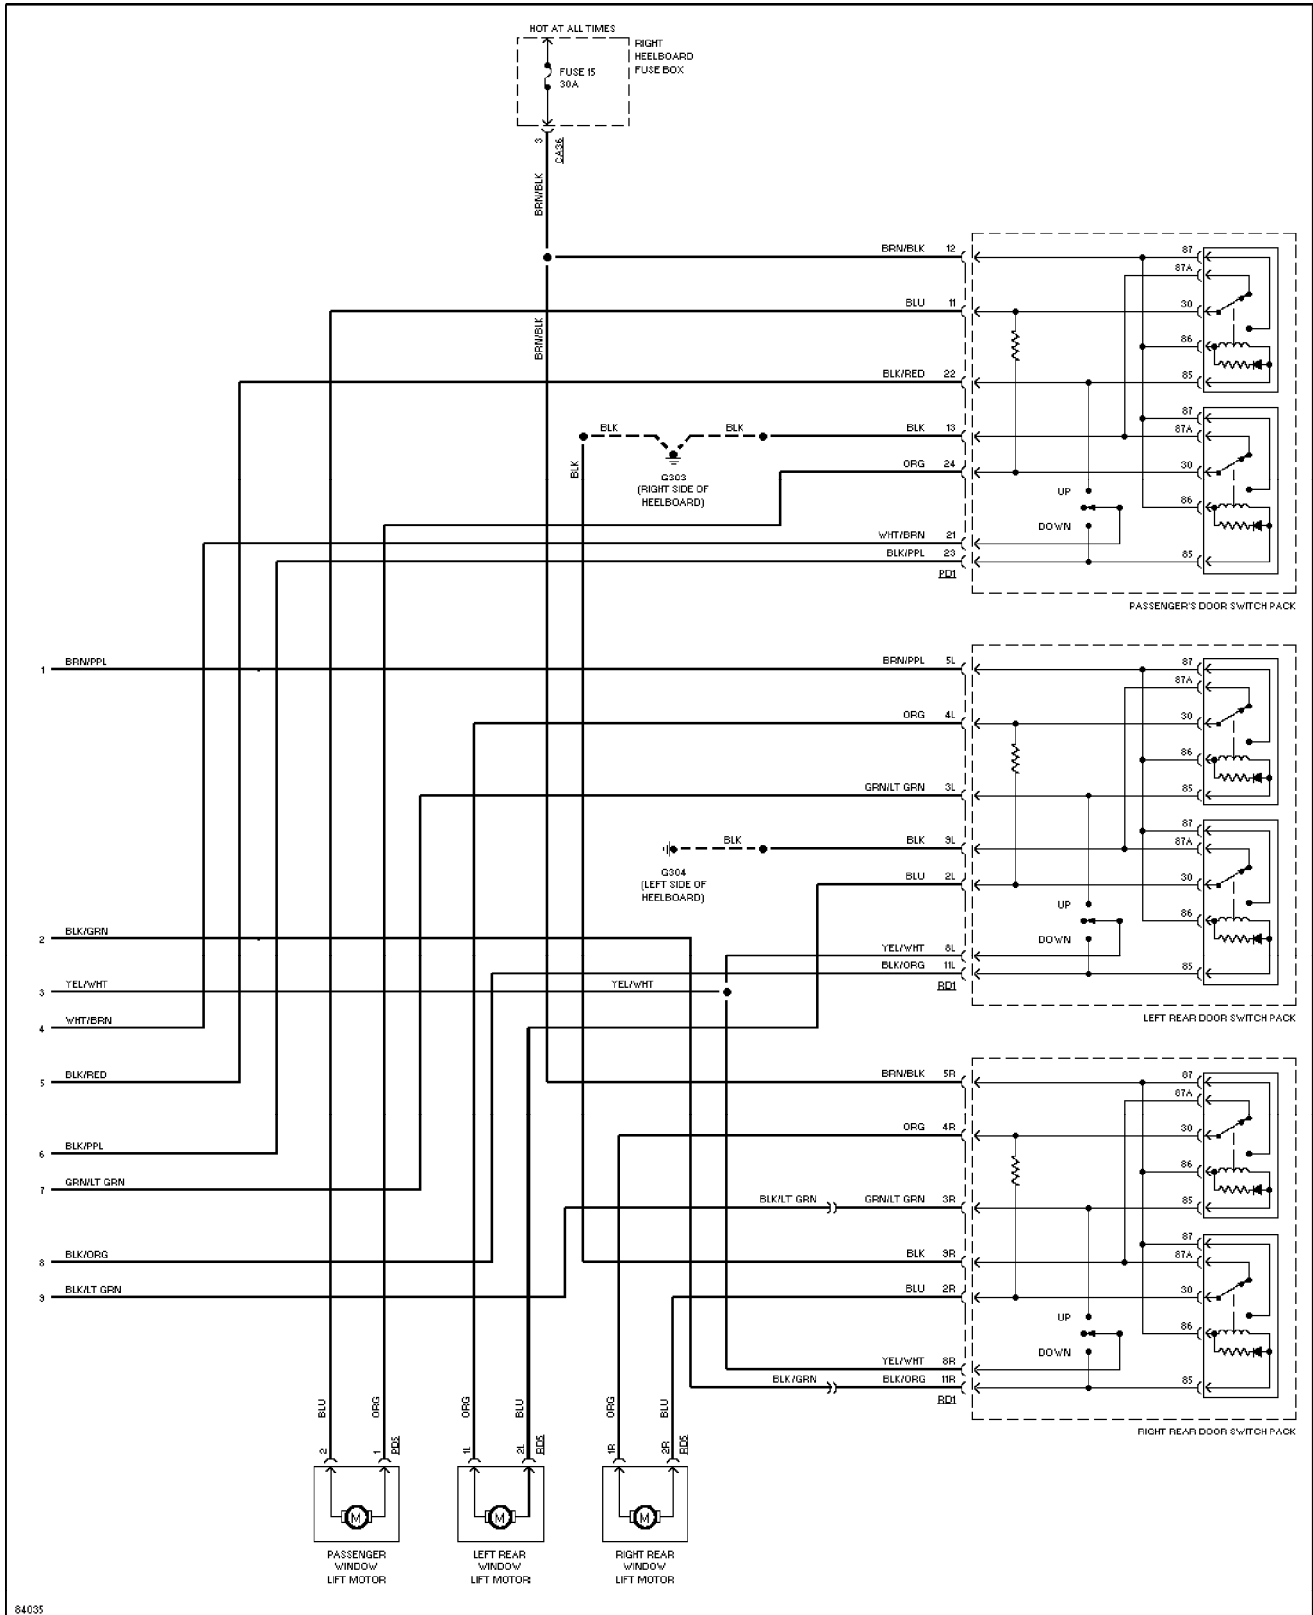 HOT AT ALL TIMES
RIGHT
HEELBOARD
FUSE BOX
FUSE 15
30A
3
CA36
BRN/BLK
BRN/BLK
BRN/BLK 12
BLU 11
BLK/RED 22
BLK BLK
BLK 13
BLK
ORG 24
G303
(RIGHT SIDE OF
HEELBOARD)
WHT/BRN 21
BLK/PPL 23
PD1
87
87A
30
86
85
87
87A
30
86
85
UP
DOWN
PASSENGER'S DOOR SWITCH PACK
1 BRN/PPL
BRN/PPL 5L
ORG 4L
GRN/LT GRN 3L
BLK
BLK 9L
G304
(LEFT SIDE OF
HEELBOARD)
BLU 2L
YEL/WHT 8L
BLK/ORG 11L
RD1
87
87A
30
86
85
87
87A
30
86
85
UP
DOWN
LEFT REAR DOOR SWITCH PACK
2 BLK/GRN
3 YEL/WHT
YEL/WHT
4 WHT/BRN
5 BLK/RED
6 BLK/PPL
7 GRN/LT GRN
8 BLK/ORG
9 BLK/LT GRN
BRN/BLK 5R
ORG 4R
BLK/LT GRN GRN/LT GRN 3R
BLK 9R
BLU 2R
YEL/WHT 8R
BLK/GRN BLK/ORG 11R
RD1
87
87A
30
86
85
87
87A
30
86
85
UP
DOWN
RIGHT REAR DOOR SWITCH PACK
BLU ORG ORG BLU ORG BLU
2 1 PD5 1L 2L RD5 1R 2R RD5
M M M
PASSENGER
WINDOW
LIFT MOTOR
LEFT REAR
WINDOW
LIFT MOTOR
RIGHT REAR
WINDOW
LIFT MOTOR
84035